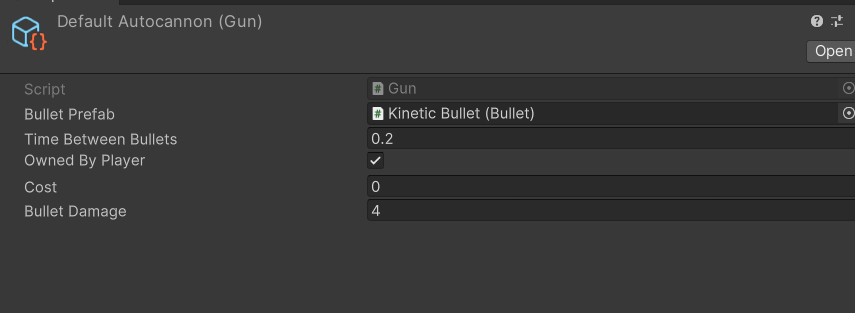 Default Autocannon (Gun)
Open
Script Gun
Bullet Prefab Kinetic Bullet (Bullet)
Time Between Bullets 0.2
Owned By Player
Cost 0
Bullet Damage 4